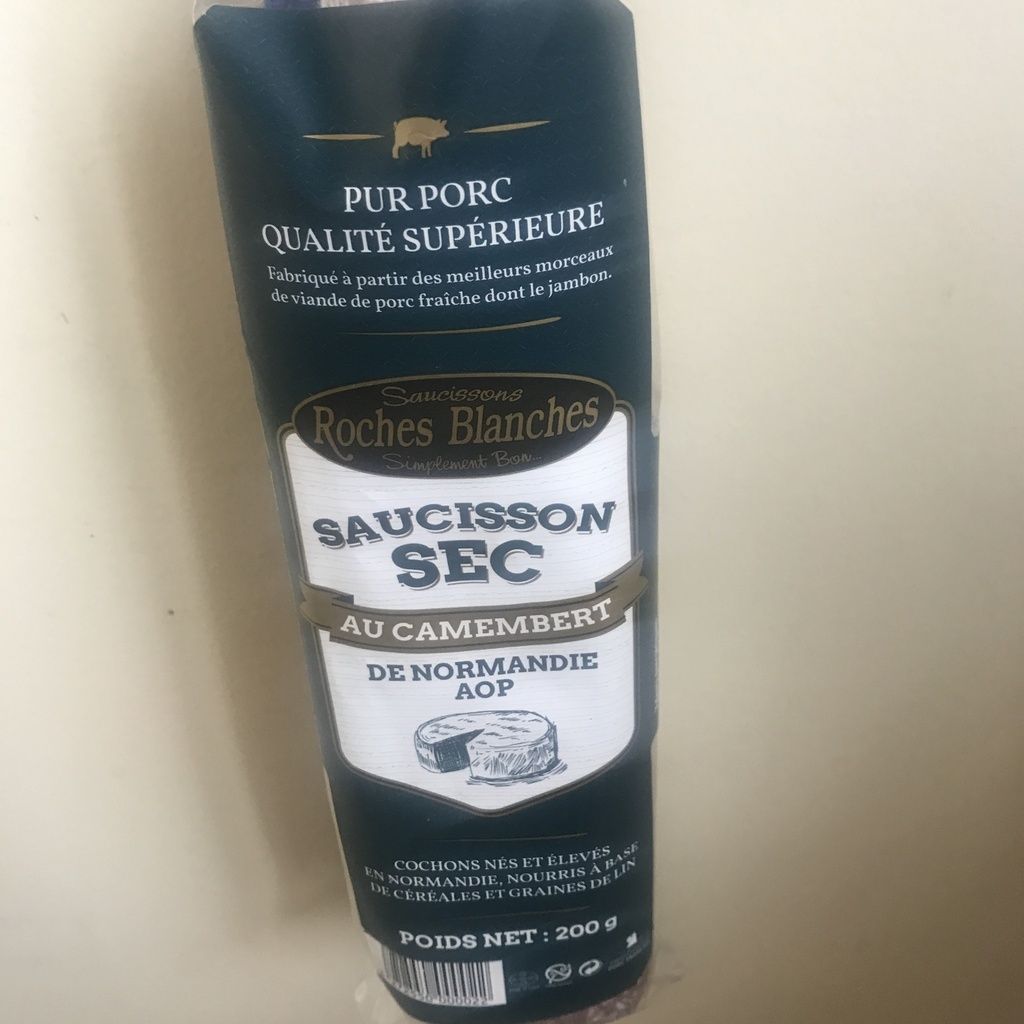 PUR PORC
QUALITÉ SUPÉRIEURE
Fabriqué à partir des meilleurs morceaux
de viande de porc fraîche dont le jambon.
Saucissons
Roches Blanches
Simplement Bon...
SAUCISSON
SEC
AU CAMEMBERT
DE NORMANDIE
AOP
COCHONS NÉS ET ÉLEVÉS
EN NORMANDIE, NOURRIS À BASE
DE CÉRÉALES ET GRAINES DE LIN
POIDS NET : 200 g